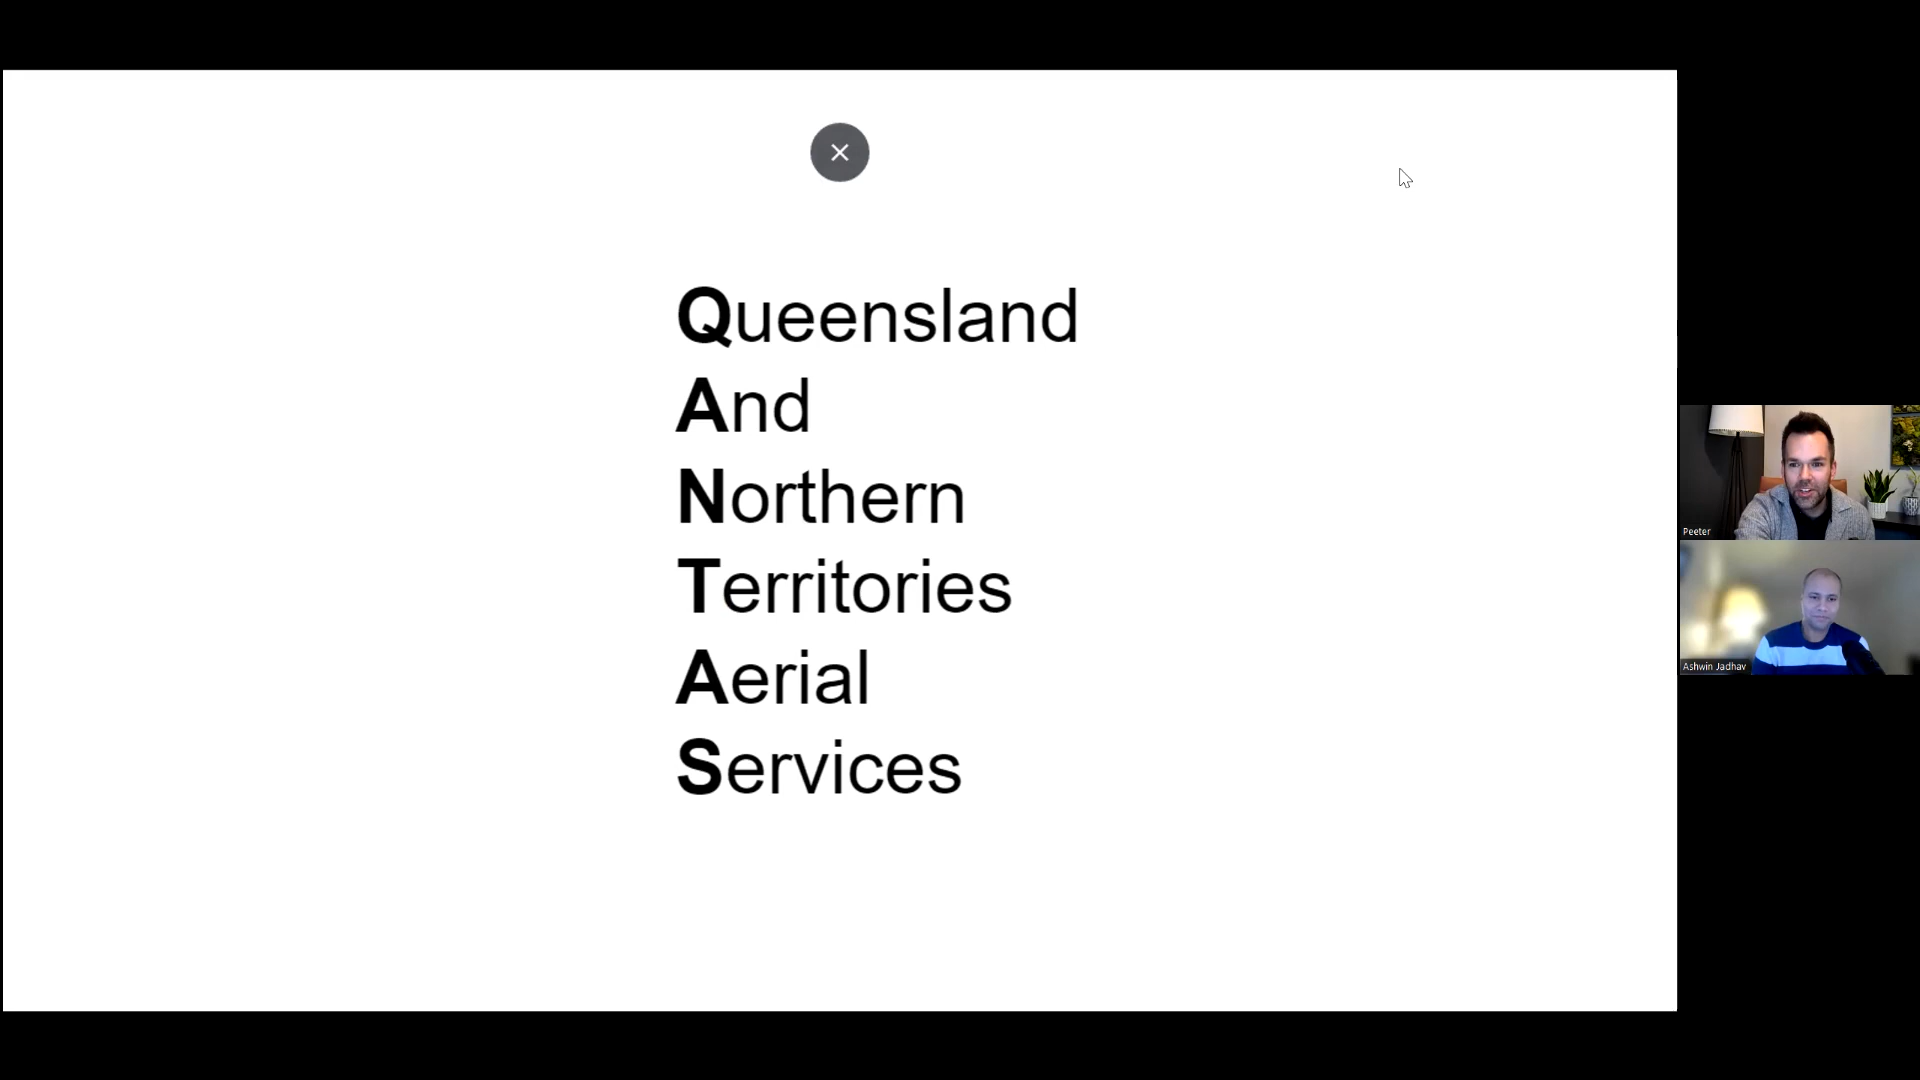 Queensland
And
Northern
Territories
Aerial
Services
Peeter
Ashwin Jadhav